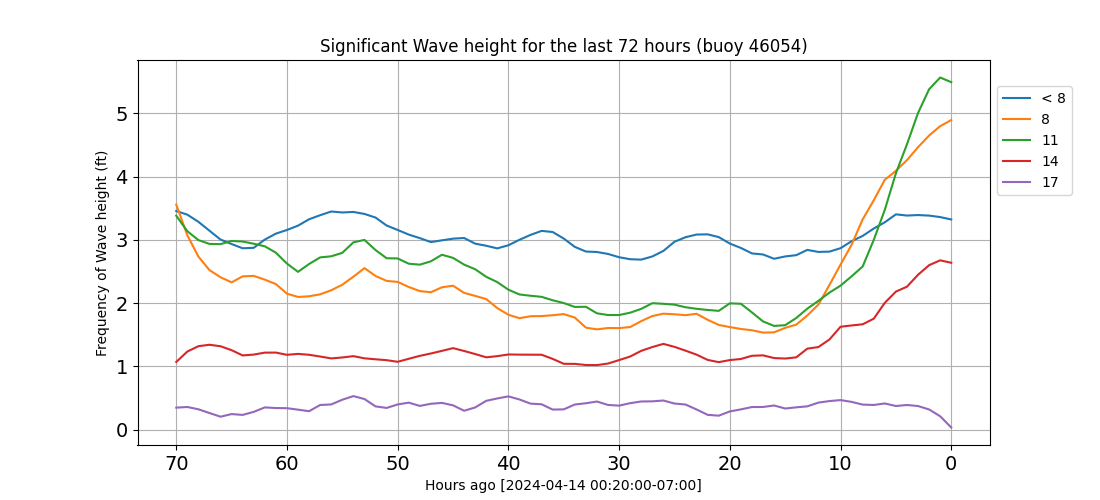 Significant Wave height for the last 72 hours (buoy 46054)
Frequency of Wave height (ft)
5
4
3
2
1
0
70 60 50 40 30 20 10 0
Hours ago [2024-04-14 00:20:00-07:00]
< 8
8
11
14
17